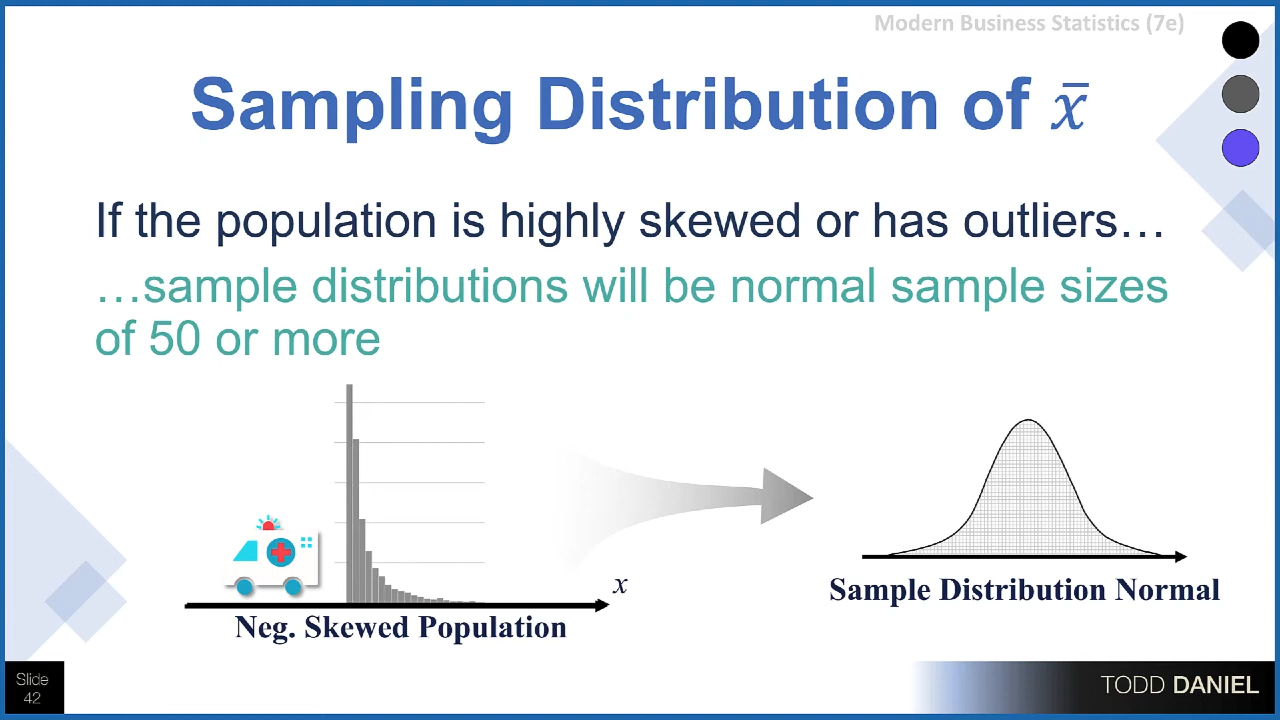 Modern Business Statistics (7e)
Sampling Distribution of x̄
If the population is highly skewed or has outliers…
…sample distributions will be normal sample sizes
of 50 or more
x
Sample Distribution Normal
Neg. Skewed Population
Slide
42
TODD DANIEL